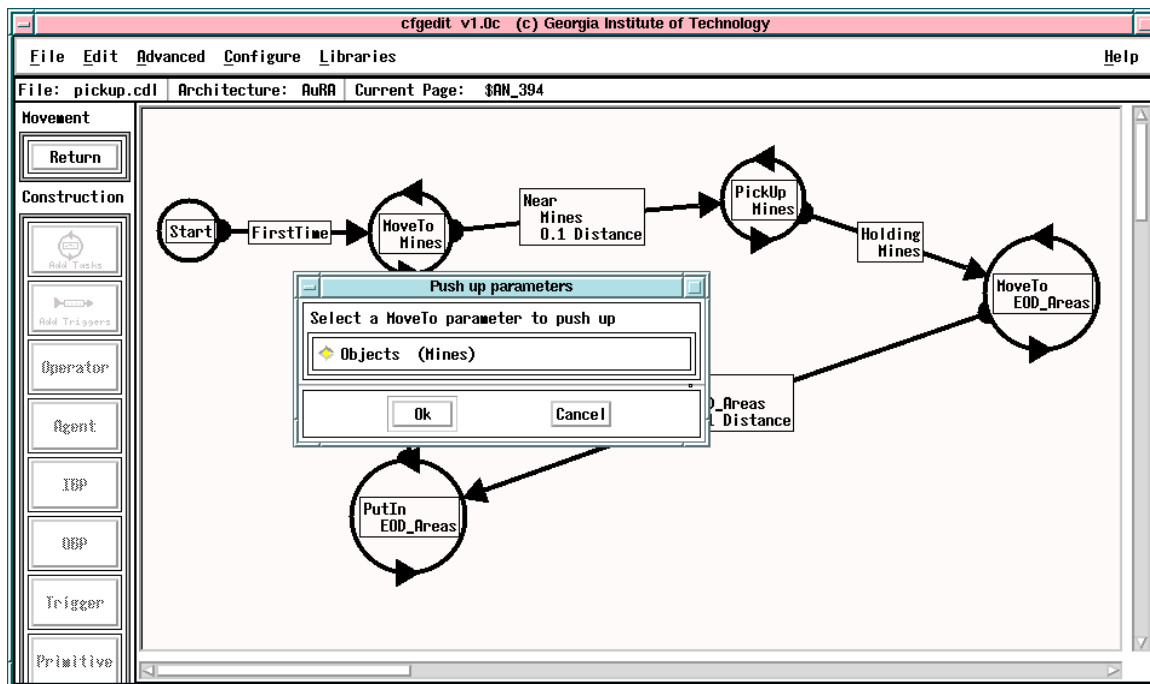 cfgedit v1.0c (c) Georgia Institute of Technology
File Edit Advanced Configure Libraries Help
File: pickup.cdl Architecture: AuRA Current Page: $AN_394
Movement
Return
Construction
Add Tasks
Add Triggers
Operator
Agent
IBP
OBP
Trigger
Primitive
Start
FirstTime
MoveTo
Mines
Near
Mines
0.1 Distance
PickUp
Mines
Holding
Mines
MoveTo
EOD_Areas
Push up parameters
Select a MoveTo parameter to push up
Objects (Mines)
Ok Cancel
D_Areas
1 Distance
PutIn
EOD_Areas